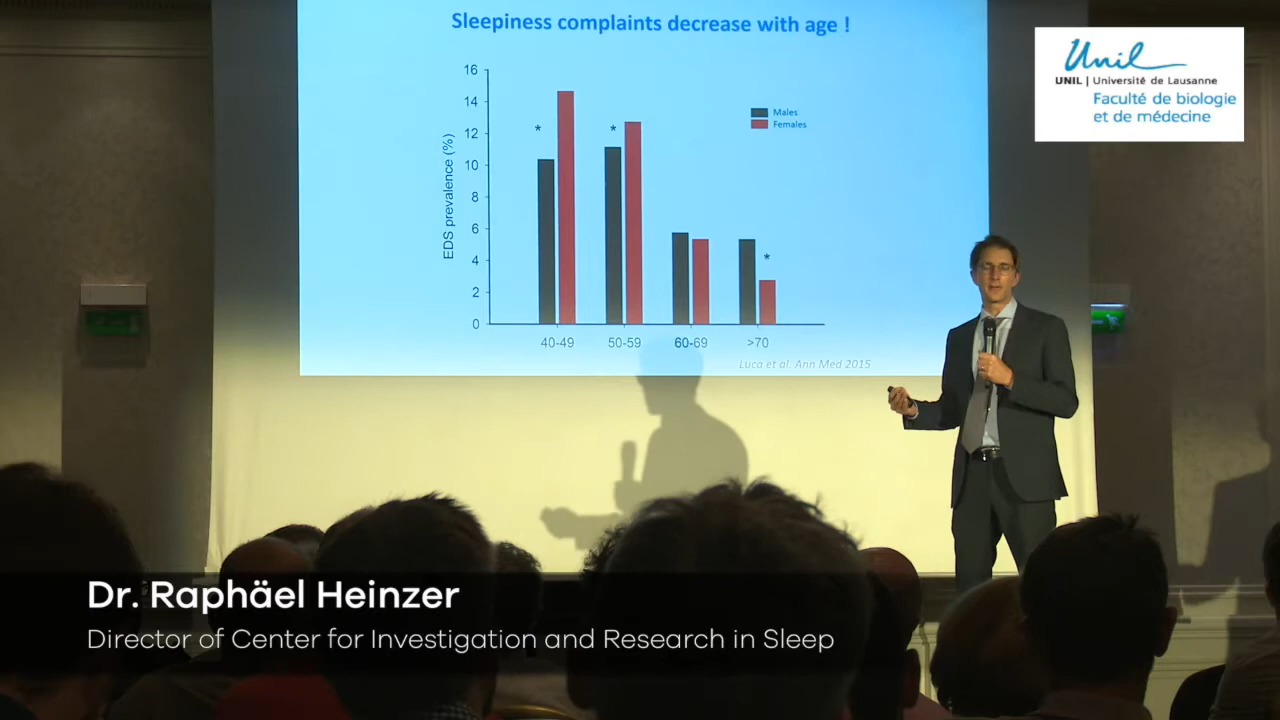 Sleepiness complaints decrease with age !
Unil
UNIL | Université de Lausanne
Faculté de biologie
et de médecine
16
14
12
10
8
6
4
2
0
EDS prevalence (%)
* *
*
Males
Females
40-49 50-59 60-69 >70
Luca et al. Ann Med 2015
Dr. Raphäel Heinzer
Director of Center for Investigation and Research in Sleep